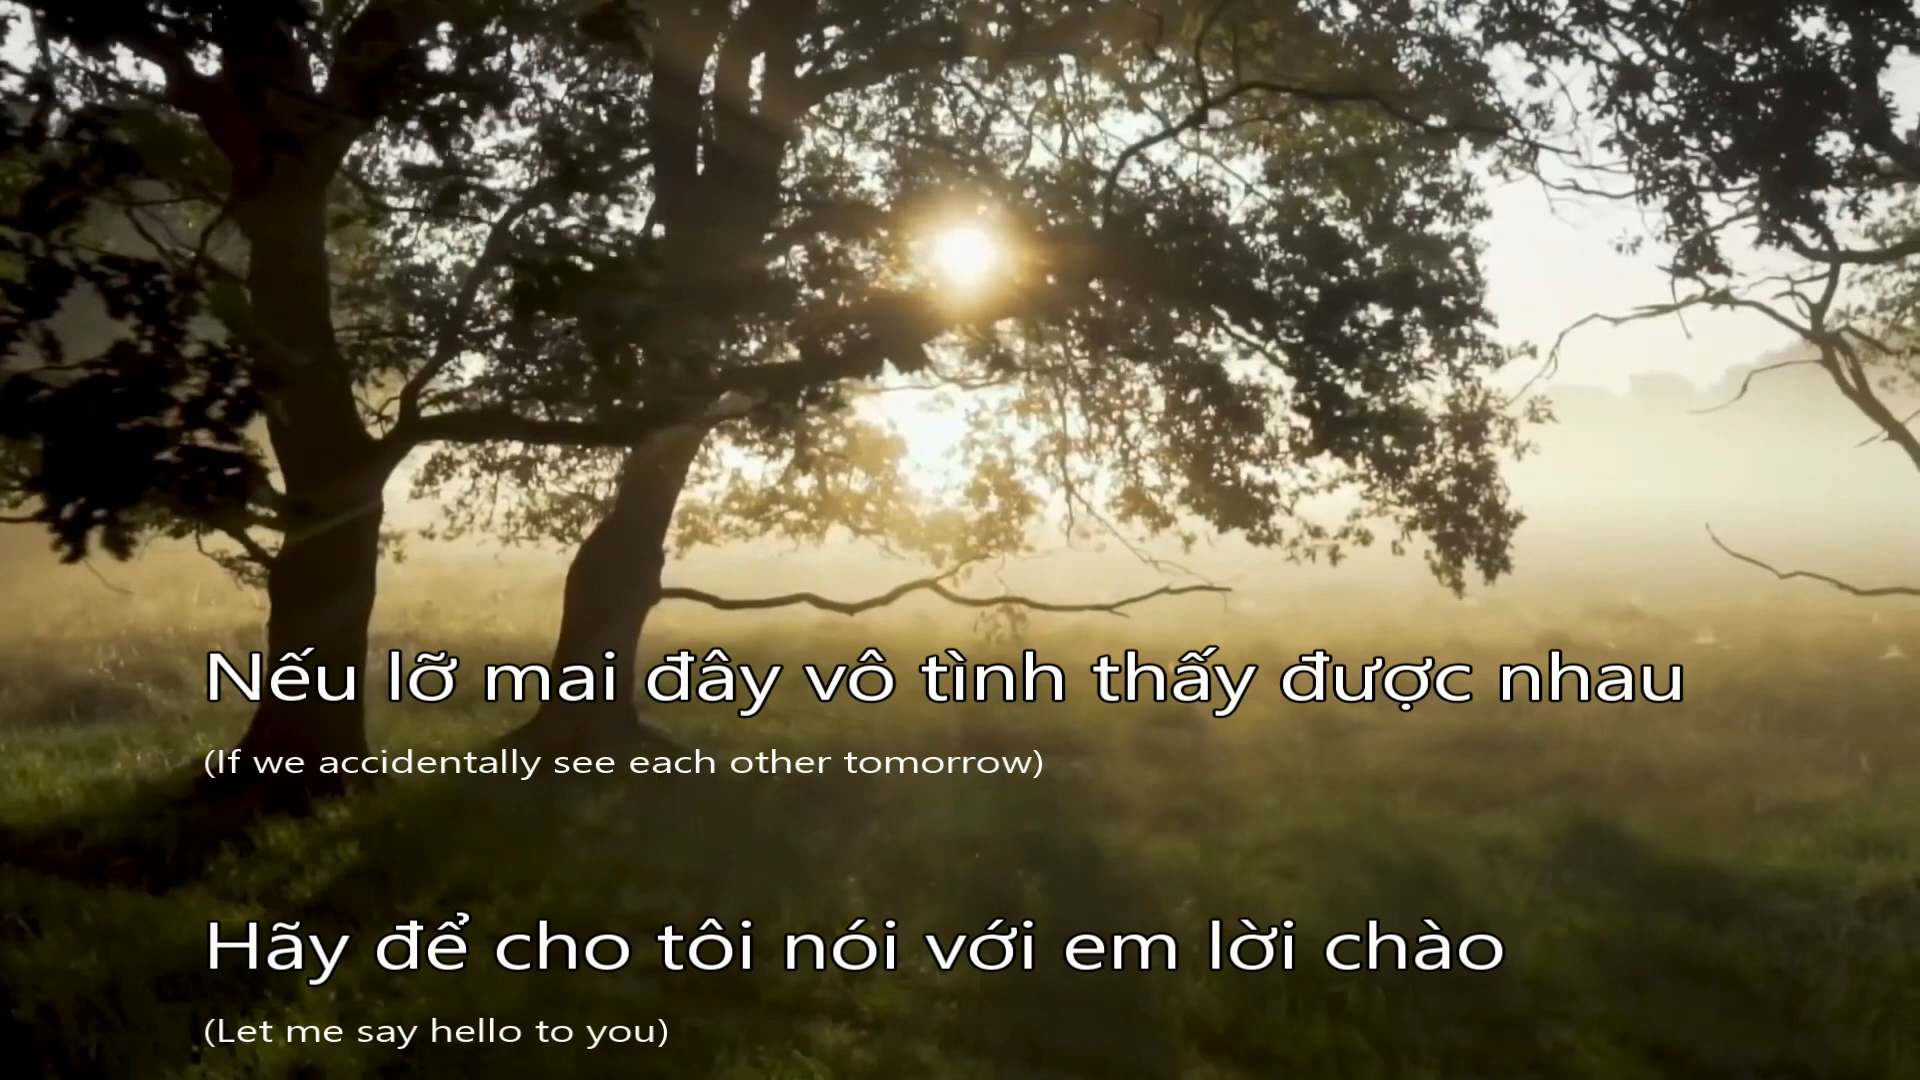 Nếu lỡ mai đây vô tình thấy được nhau
(If we accidentally see each other tomorrow)
Hãy để cho tôi nói với em lời chào
(Let me say hello to you)